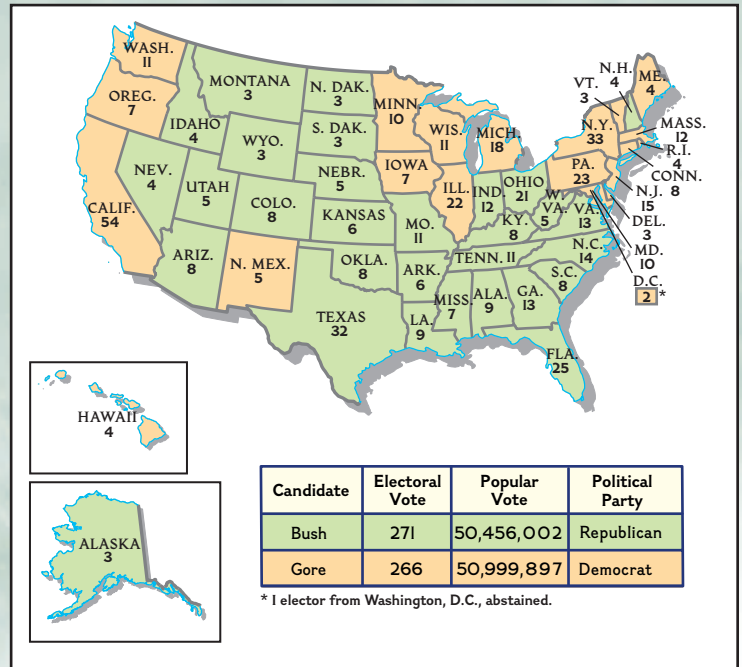 WASH.
11
OREG.
7
CALIF.
54
IDAHO
4
NEV.
4
MONTANA
3
WYO.
3
UTAH
5
ARIZ.
8
COLO.
8
N. MEX.
5
N. DAK.
3
S. DAK.
3
NEBR.
5
KANSAS
6
OKLA.
8
TEXAS
32
MINN.
10
IOWA
7
MO.
11
ARK.
6
LA.
9
WIS.
11
ILL.
22
MICH.
18
IND.
12
OHIO
21
KY.
8
TENN. 11
MISS.
7
ALA.
9
GA.
13
FLA.
25
S.C.
8
N.C.
14
VA.
13
W.
VA.
5
PA.
23
N.Y.
33
VT.
3
N.H.
4
ME.
4
MASS.
12
R.I.
4
CONN.
8
N.J.
15
DEL.
3
MD.
10
D.C.
2 *
HAWAII
4
ALASKA
3
Candidate Electoral Vote Popular Vote Political Party
Bush 271 50,456,002 Republican
Gore 266 50,999,897 Democrat
* 1 elector from Washington, D.C., abstained.